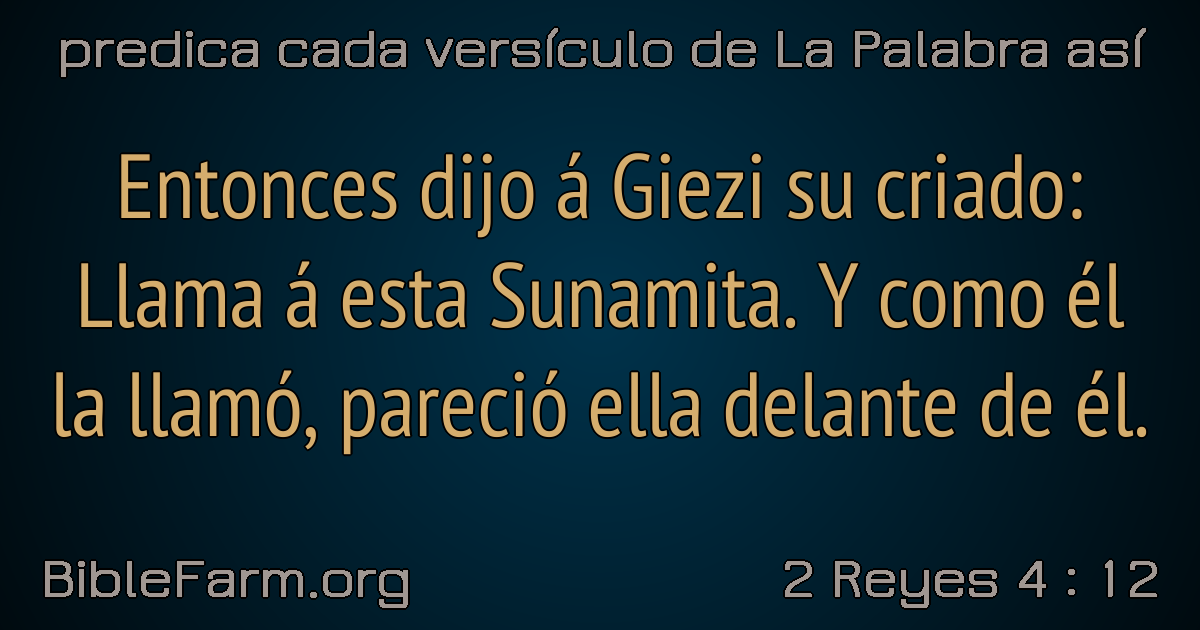 predica cada versículo de La Palabra así
Entonces dijo á Giezi su criado:
Llama á esta Sunamita. Y como él
la llamó, pareció ella delante de él.
BibleFarm.org
2 Reyes 4 : 12